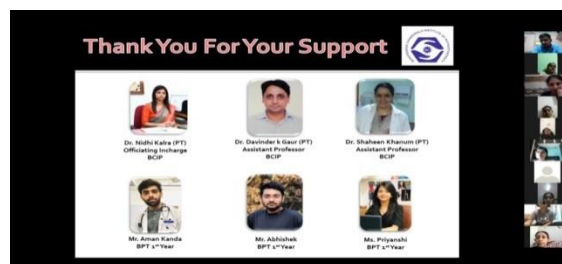 Thank You For Your Support
Dr. Nidhi Kalra (PT)
Officiating Incharge
BCIP
Dr. Davinder k Gaur (PT)
Assistant Professor
BCIP
Dr. Shaheen Khanum (PT)
Assistant Professor
BCIP
Mr. Aman Kanda
BPT 1st Year
Mr. Abhishek
BPT 1st Year
Ms. Priyanshi
BPT 1st Year